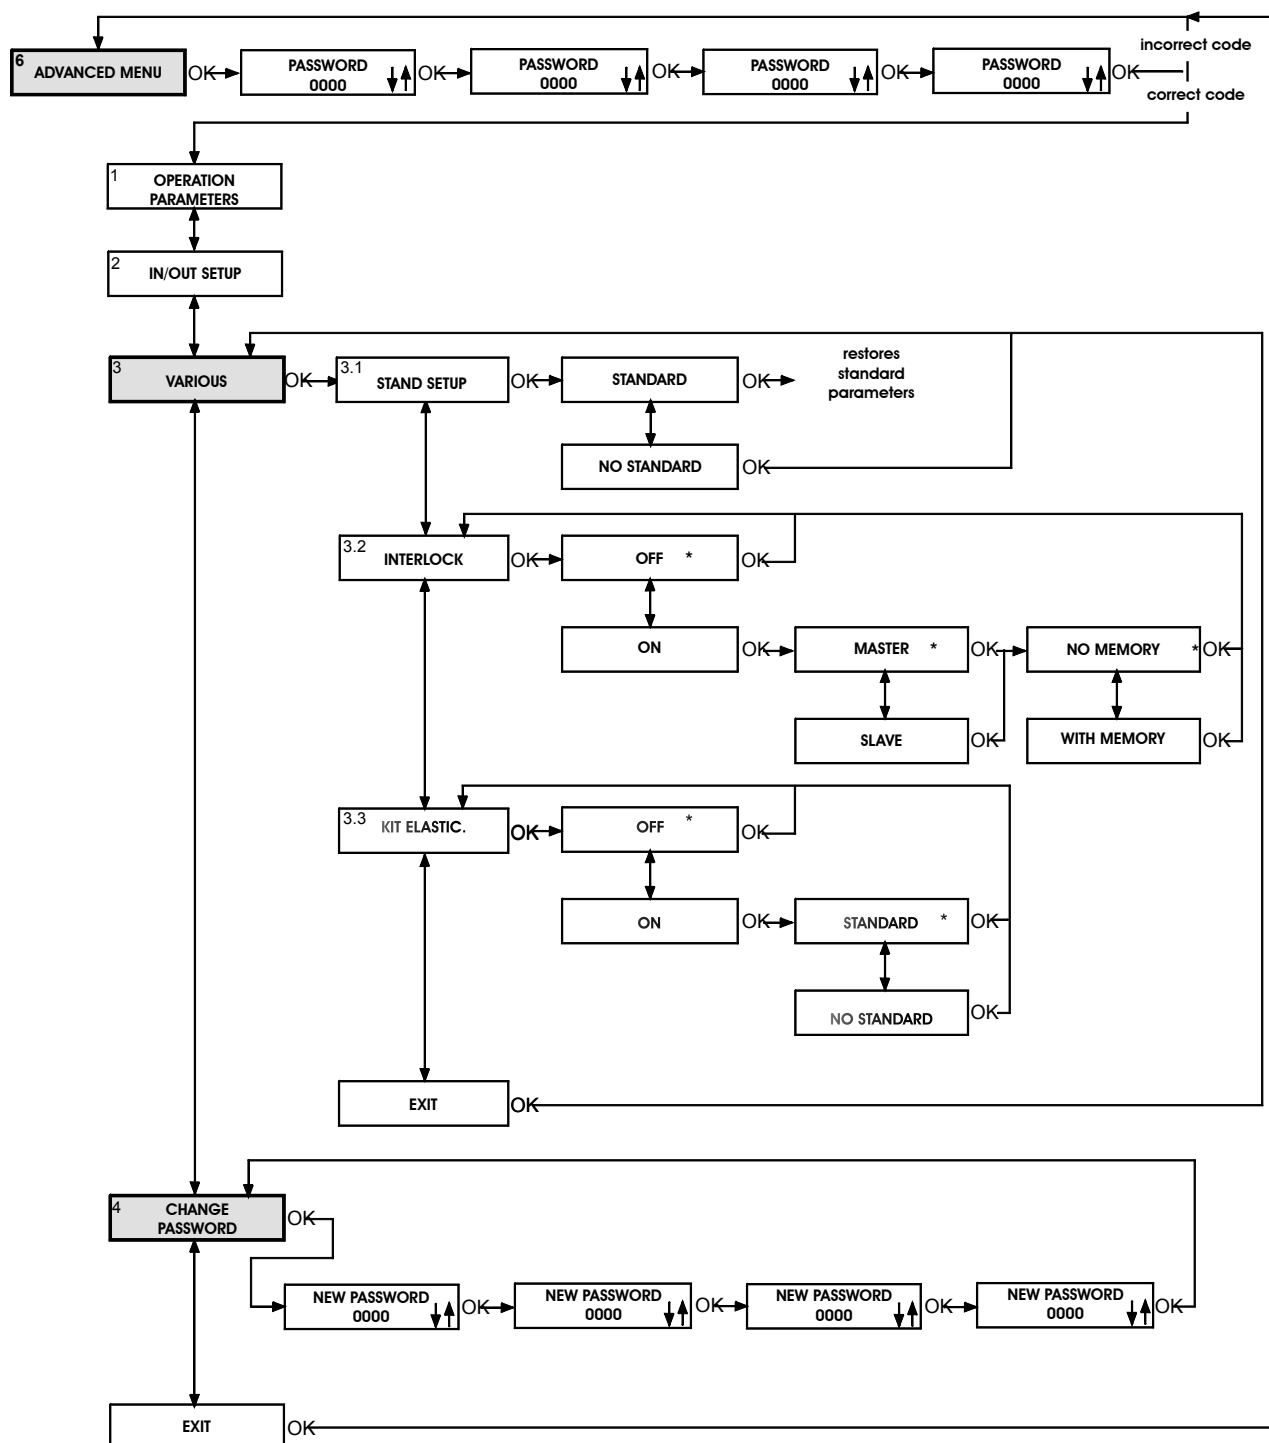 6
ADVANCED MENU
OK
PASSWORD
0000
OK
PASSWORD
0000
OK
PASSWORD
0000
OK
PASSWORD
0000
OK
incorrect code
correct code
1
OPERATION
PARAMETERS
2
IN/OUT SETUP
3
VARIOUS
OK
3.1
STAND SETUP
OK
STANDARD
OK
restores
standard
parameters
NO STANDARD
OK
3.2
INTERLOCK
OK
OFF *
OK
ON
OK
MASTER *
OK
NO MEMORY *
OK
SLAVE
OK
WITH MEMORY
OK
3.3
KIT ELASTIC.
OK
OFF *
OK
ON
OK
STANDARD *
OK
NO STANDARD
OK
EXIT
OK
4
CHANGE
PASSWORD
OK
NEW PASSWORD
0000
OK
NEW PASSWORD
0000
OK
NEW PASSWORD
0000
OK
NEW PASSWORD
0000
OK
EXIT
OK